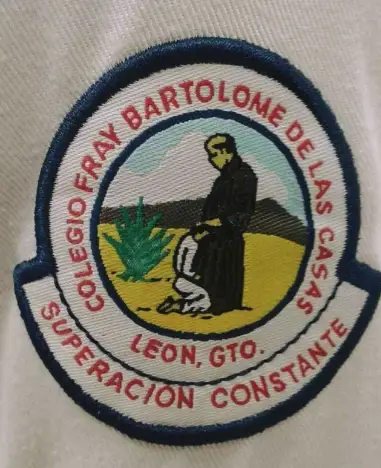 COLEGIO FRAY BARTOLOME DE LAS CASAS
LEON, GTO.
SUPERACION CONSTANTE